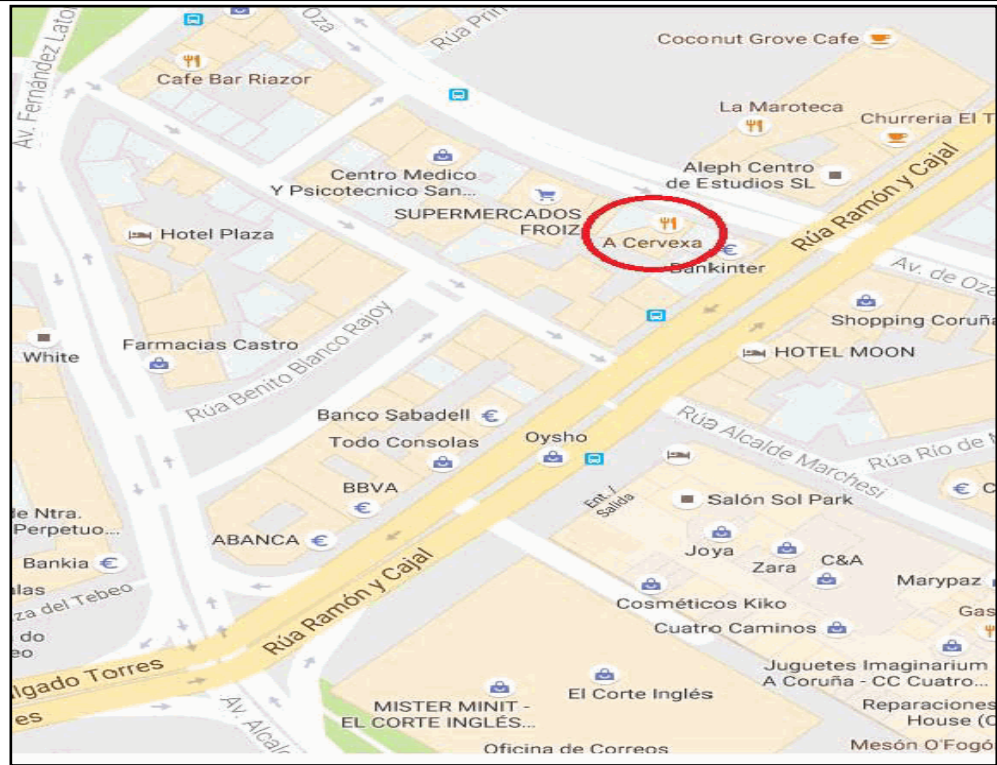 Oza
Rúa Prin
Coconut Grove Cafe
Av. Fernández Lator
Cafe Bar Riazor
La Maroteca
Churreria El T
Centro Medico
Y Psicotecnico San...
Aleph Centro
de Estudios SL
SUPERMERCADOS
FROIZ
Rúa Ramón y Cajal
Hotel Plaza
A Cervexa
Bankinter
Av. de Oza
Shopping Coruña
White
Farmacias Castro
Rúa Benito Blanco Rajoy
HOTEL MOON
Banco Sabadell
Todo Consolas
Oysho
Rúa Alcalde Marchesi
Rúa Río de M
BBVA
Ent. /
Salida
Salón Sol Park
C
de Ntra.
Perpetuo...
ABANCA
Joya
Zara
C&A
Bankia
Marypaz
alas
za del Tebeo
Rúa Ramón y Cajal
Cosméticos Kiko
Gas
do
eo
Cuatro Caminos
lgado Torres
Juguetes Imaginarium
A Coruña - CC Cuatro...
es
Av. Alcald
MISTER MINIT -
EL CORTE INGLÉS...
El Corte Inglés
Reparaciones
House (C
Oficina de Correos
Mesón O'Fogó